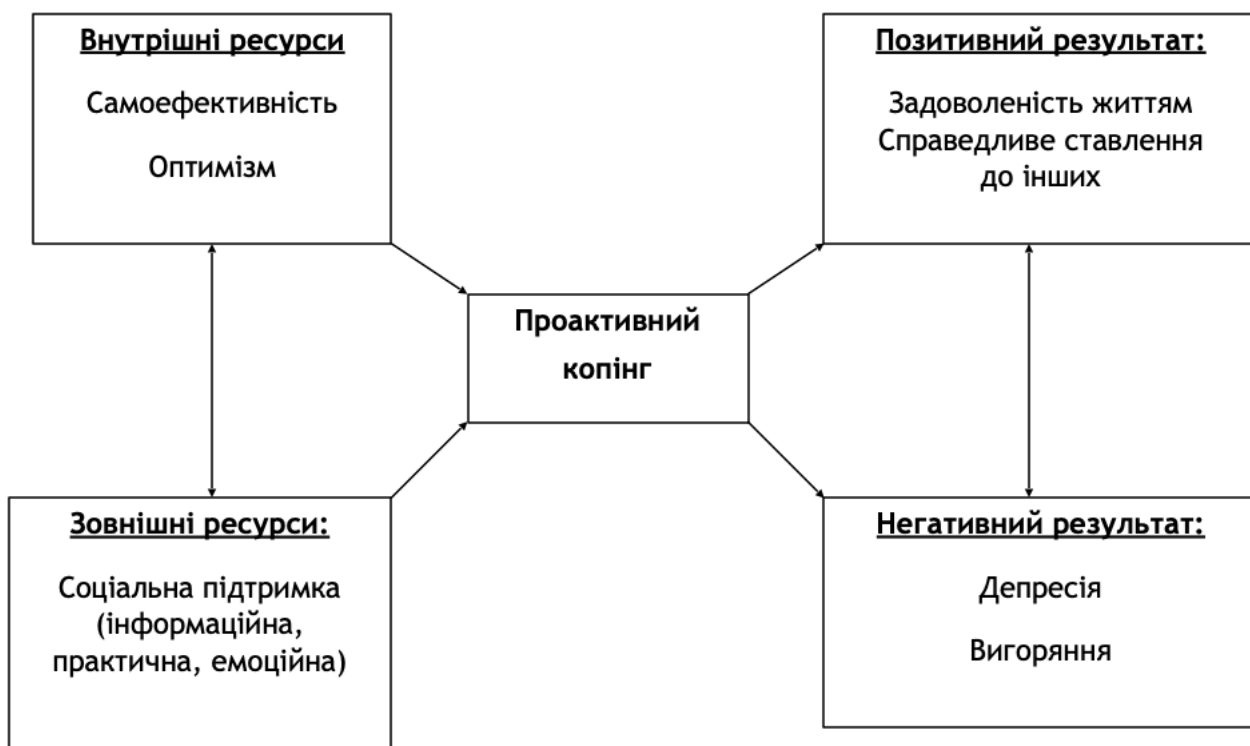 Внутрішні ресурси
Самоефективність
Оптимізм
Позитивний результат:
Задоволеність життям
Справедливе ставлення
до інших
Проактивний
копінг
Зовнішні ресурси:
Соціальна підтримка
(інформаційна,
практична, емоційна)
Негативний результат:
Депресія
Вигоряння